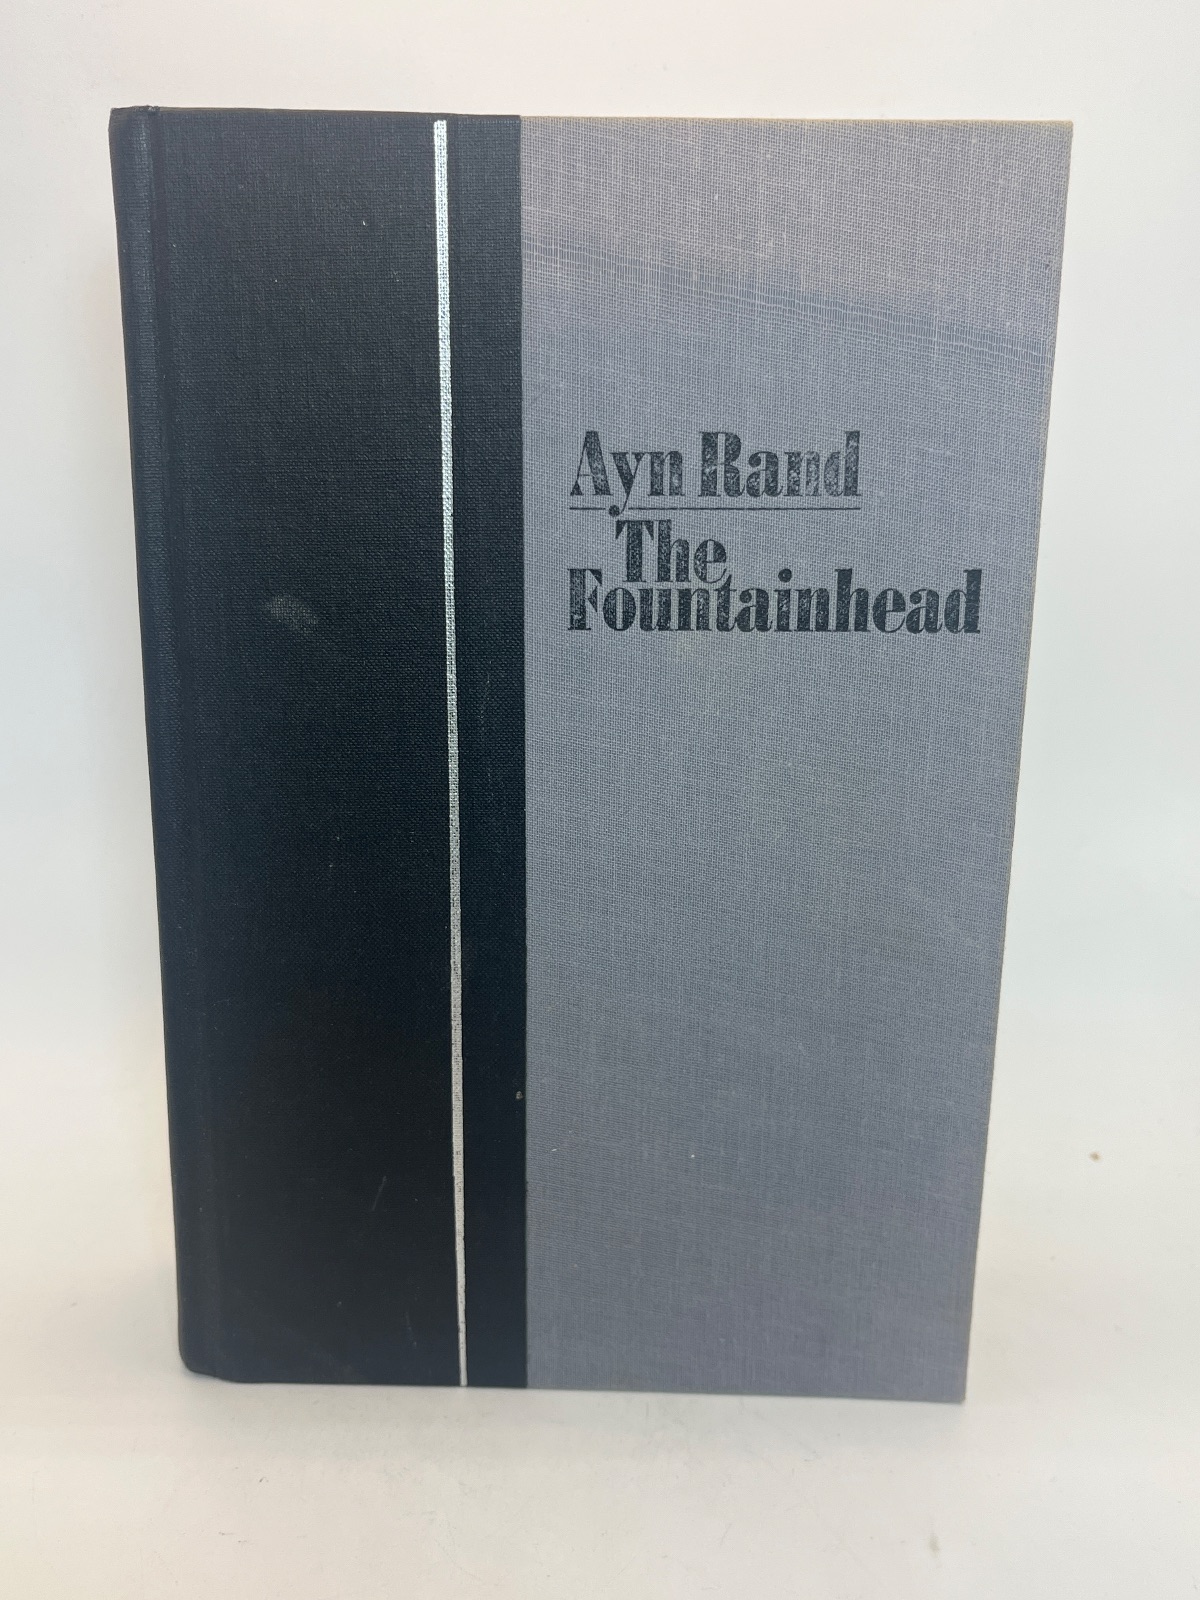 Ayn Rand
The
Fountainhead